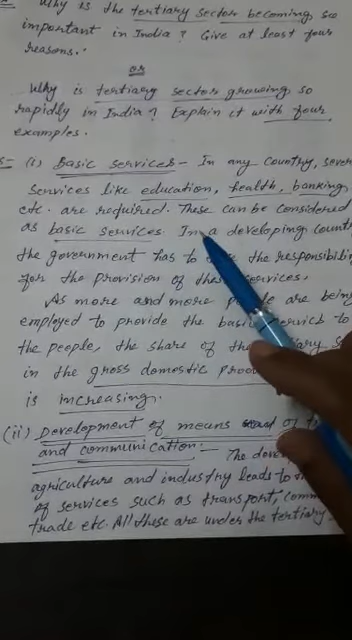 Why is the tertiary sector becoming so
important in India? Give at least four
reasons.
or
Why is tertiary sector growing so
rapidly in India? Explain it with four
examples.
(i) Basic services - In any country, seve
services like education, health, banking,
etc. are required. These can be considered
as basic services. In a developing count
the government has to the responsibili
for the provision of these services.
As more and more are bein
employed to provide the basic servics to
the people, the share of the sec
in the gross domestic prod
is increasing.
(ii) Development of means of
and communication:- The deve
agriculture and industry leads to
of services such as transport, comm
trade etc. All these are under the tertiary